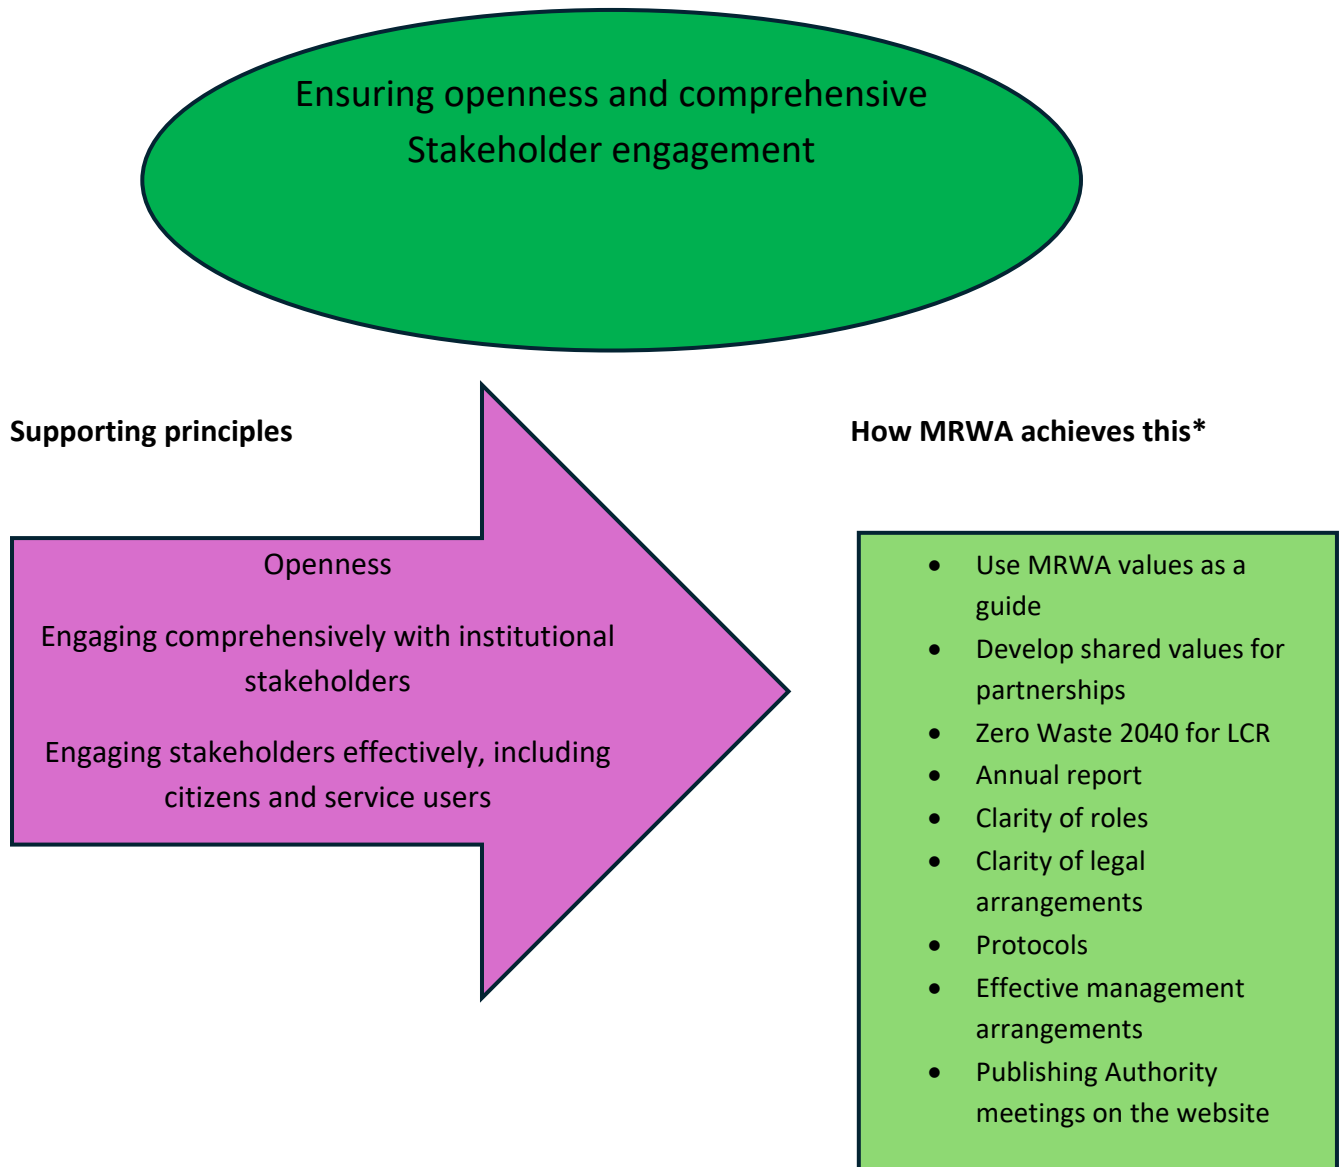 Ensuring openness and comprehensive
Stakeholder engagement
Supporting principles
How MRWA achieves this*
Openness
Engaging comprehensively with institutional
stakeholders
Engaging stakeholders effectively, including
citizens and service users
• Use MRWA values as a
guide
• Develop shared values for
partnerships
• Zero Waste 2040 for LCR
• Annual report
• Clarity of roles
• Clarity of legal
arrangements
• Protocols
• Effective management
arrangements
• Publishing Authority
meetings on the website